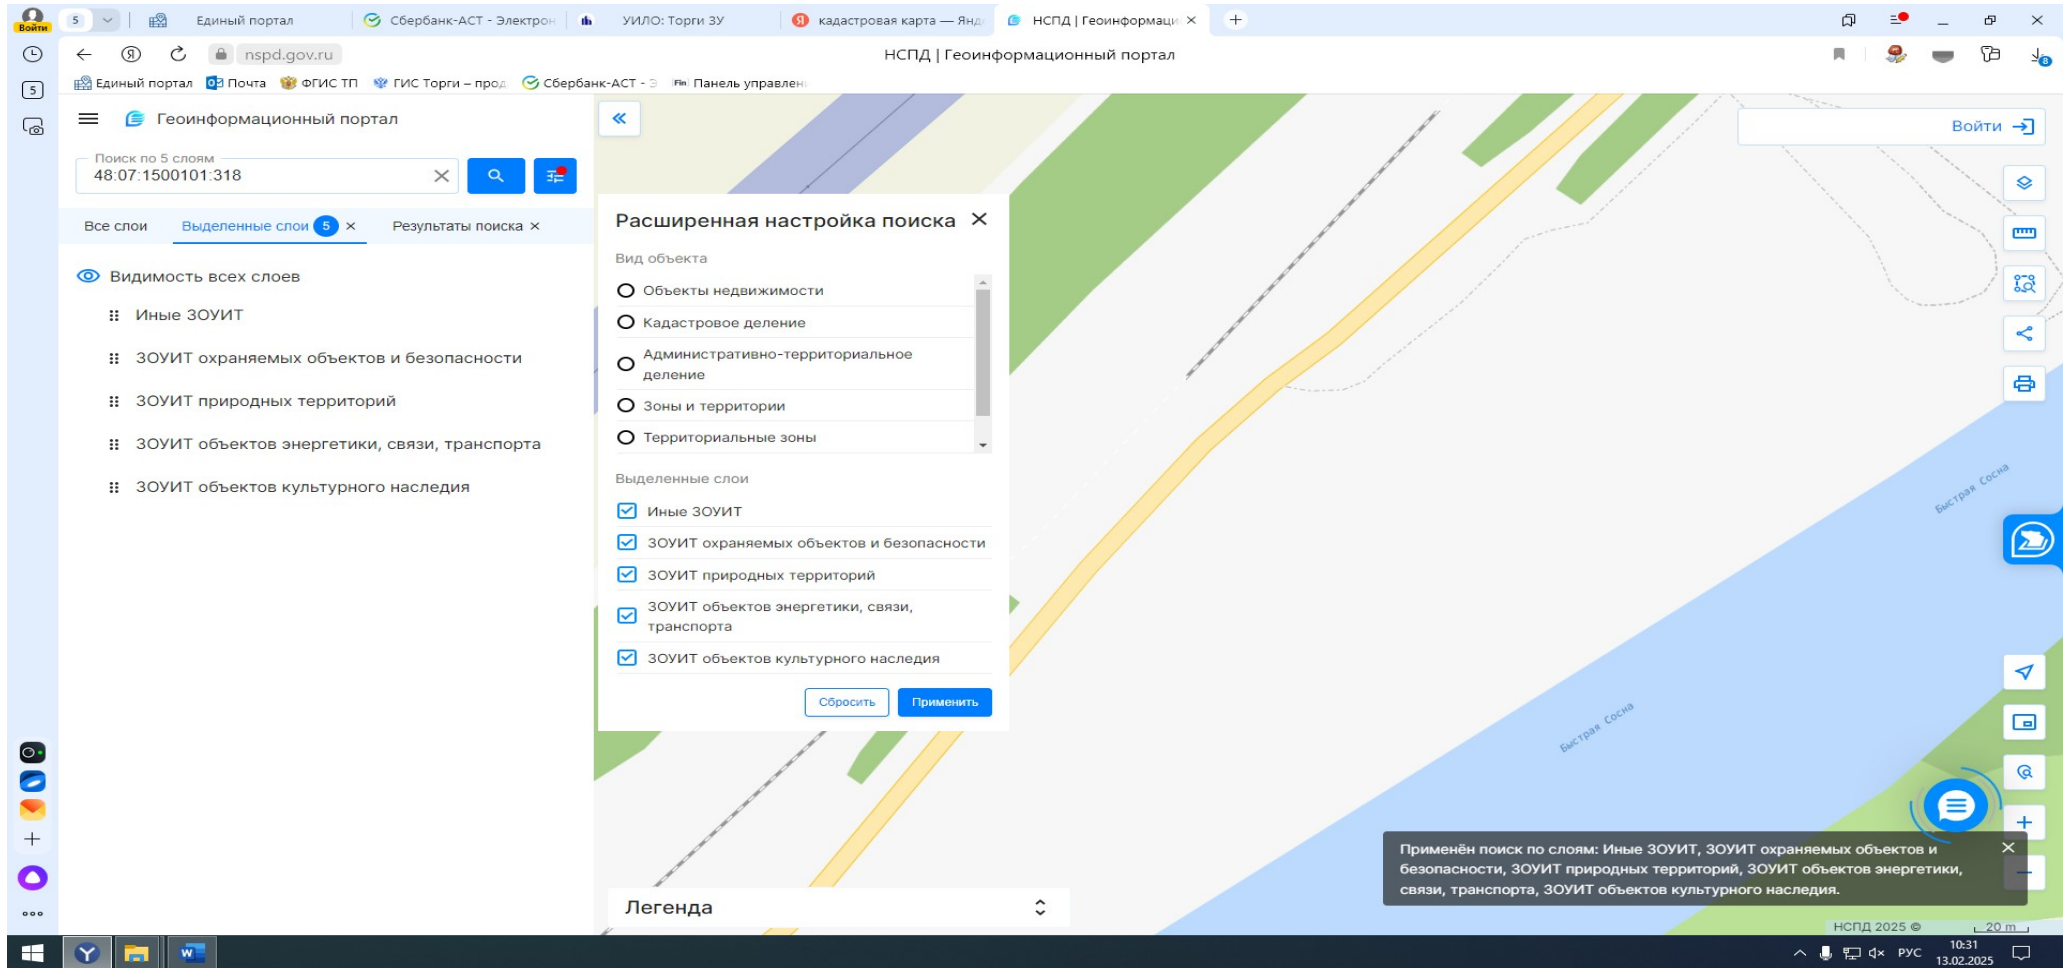 Войти
5
Единый портал
Сбербанк-АСТ - Электрон
УИЛО: Торги ЗУ
кадастровая карта — Янд
НСПД | Геоинформаци
nspd.gov.ru
НСПД | Геоинформационный портал
8
5
Единый портал
Почта
ФГИС ТП
ГИС Торги – прод
Сбербанк-АСТ - Э
Fin Панель управлен
Геоинформационный портал
Войти
Поиск по 5 слоям
48:07:1500101:318
Все слои
Выделенные слои 5
Результаты поиска
Видимость всех слоев
Иные ЗОУИТ
ЗОУИТ охраняемых объектов и безопасности
ЗОУИТ природных территорий
ЗОУИТ объектов энергетики, связи, транспорта
ЗОУИТ объектов культурного наследия
Расширенная настройка поиска
Вид объекта
Объекты недвижимости
Кадастровое деление
Административно-территориальное
деление
Зоны и территории
Территориальные зоны
Выделенные слои
Иные ЗОУИТ
ЗОУИТ охраняемых объектов и безопасности
ЗОУИТ природных территорий
ЗОУИТ объектов энергетики, связи,
транспорта
ЗОУИТ объектов культурного наследия
Сбросить
Применить
Быстрая Сосна
Быстрая Сосна
Применён поиск по слоям: Иные ЗОУИТ, ЗОУИТ охраняемых объектов и
безопасности, ЗОУИТ природных территорий, ЗОУИТ объектов энергетики,
связи, транспорта, ЗОУИТ объектов культурного наследия.
Легенда
НСПД 2025 ©
20 m
РУС
10:31
13.02.2025